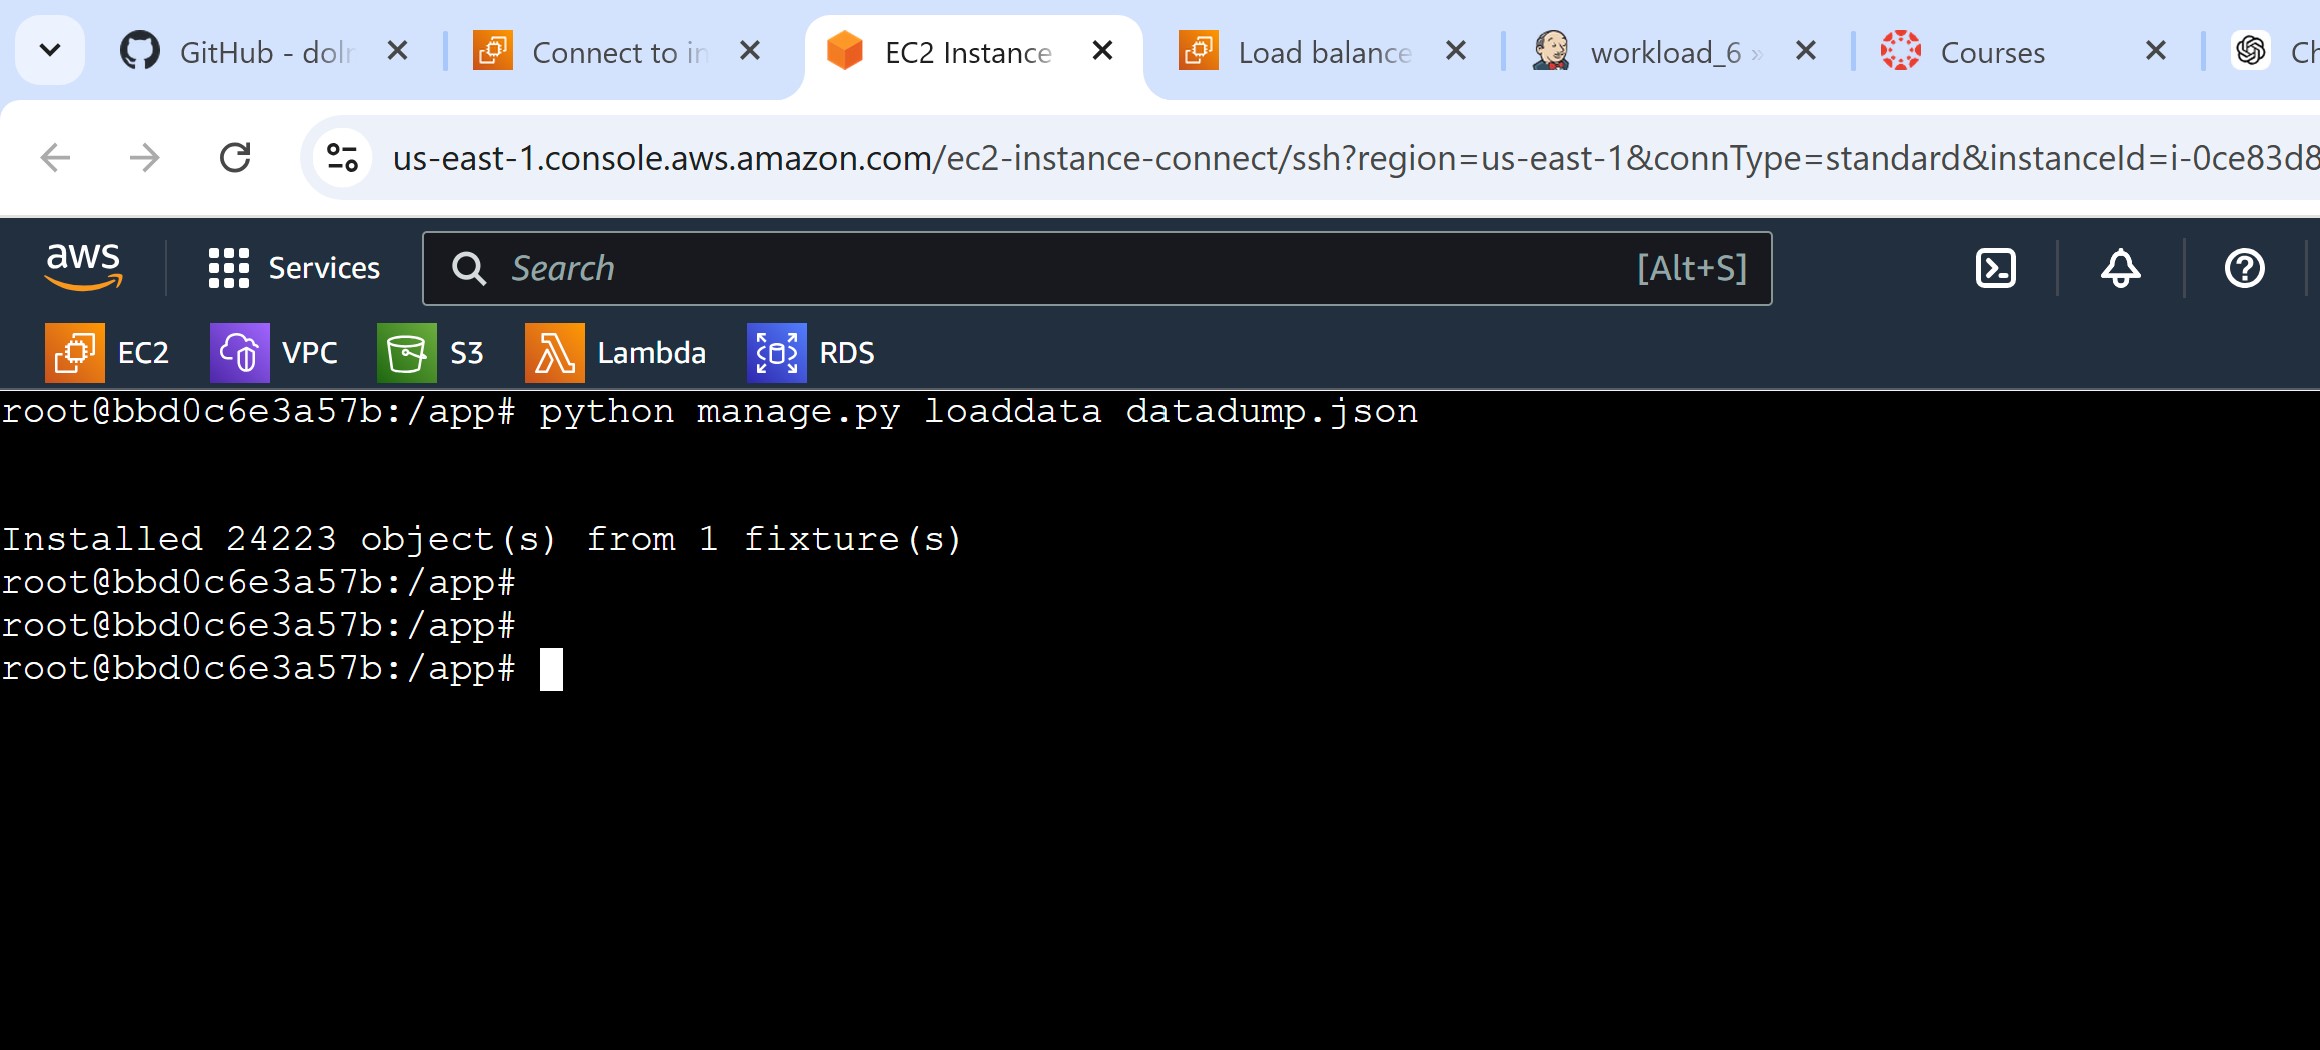 GitHub - doln
Connect to in
EC2 Instance
Load balance
workload_6 »
Courses
Ch
us-east-1.console.aws.amazon.com/ec2-instance-connect/ssh?region=us-east-1&connType=standard&instanceId=i-0ce83d8
aws
Services
Search
[Alt+S]
EC2
VPC
S3
Lambda
RDS
root@bbd0c6e3a57b:/app# python manage.py loaddata datadump.json
Installed 24223 object(s) from 1 fixture(s)
root@bbd0c6e3a57b:/app#
root@bbd0c6e3a57b:/app#
root@bbd0c6e3a57b:/app#